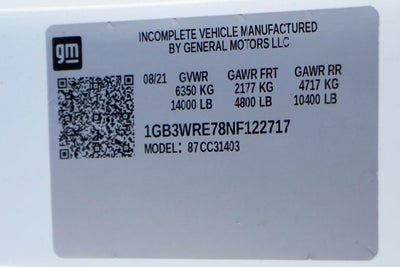 gm
INCOMPLETE VEHICLE MANUFACTURED
BY GENERAL MOTORS LLC
08/21 GVWR GAWR FRT GAWR RR
6350 KG 2177 KG 4717 KG
14000 LB 4800 LB 10400 LB
1GB3WRE78NF122717
MODEL: 87CC31403